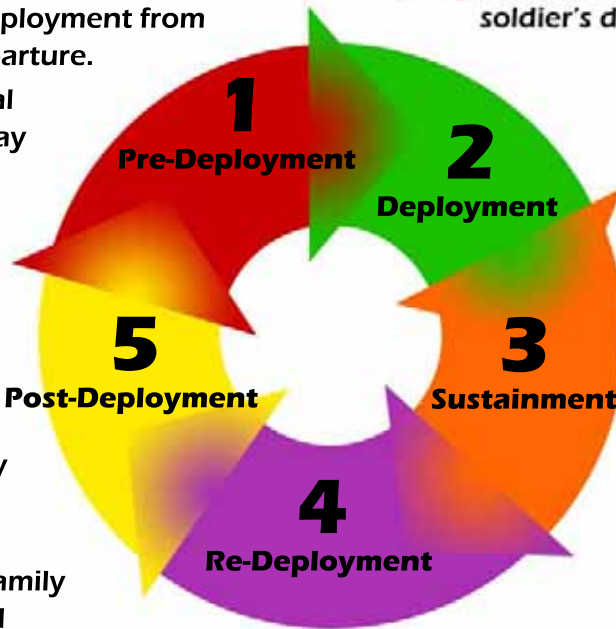 ployment from
arture.
al
ay
soldier's d
1
Pre-Deployment
2
Deployment
3
Sustainment
4
Re-Deployment
5
Post-Deployment
y
amily
l